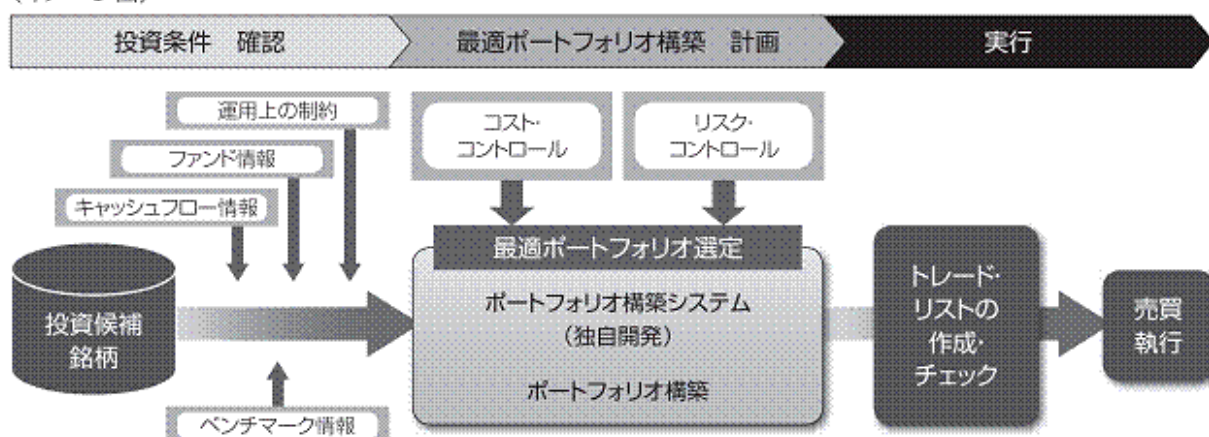 投資条件　確認
最適ポートフォリオ構築　計画
実行
運用上の制約
ファンド情報
キャッシュフロー情報
コスト・
コントロール
リスク・
コントロール
投資候補
銘柄
ベンチマーク情報
最適ポートフォリオ選定
ポートフォリオ構築システム
（独自開発）
ポートフォリオ構築
トレード・
リストの
作成・
チェック
売買
執行